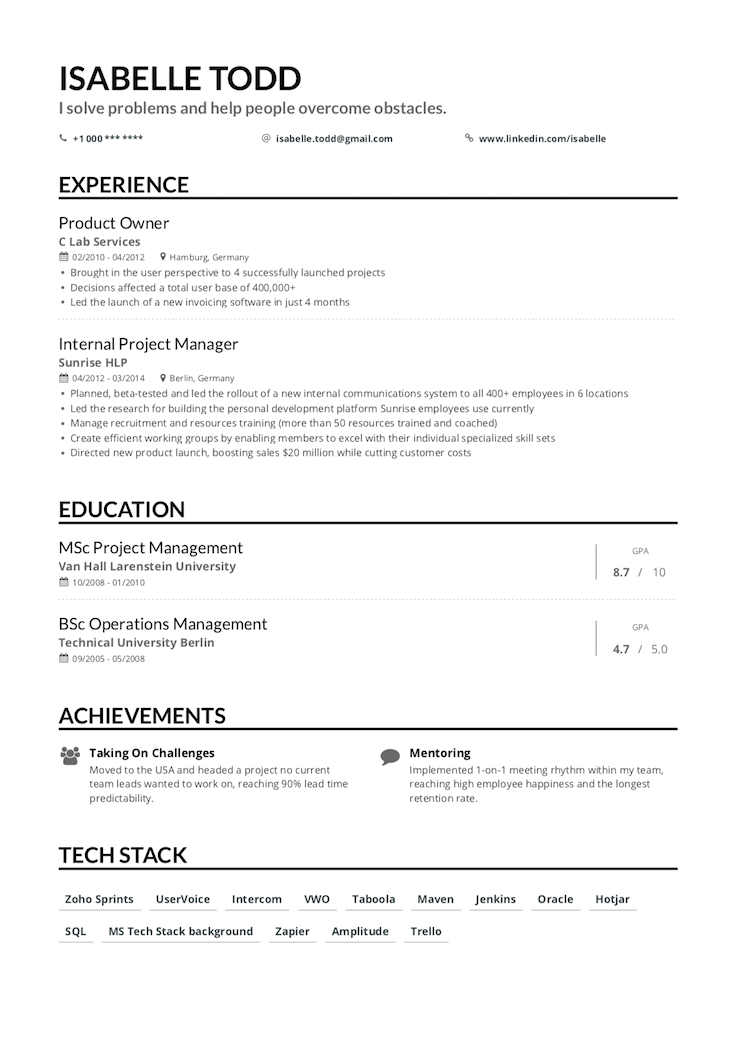 ISABELLE TODD
I solve problems and help people overcome obstacles.
+1 000 *** **** @ isabelle.todd@gmail.com www.linkedin.com/isabelle
EXPERIENCE
Product Owner
C Lab Services
02/2010 - 04/2012 Hamburg, Germany
• Brought in the user perspective to 4 successfully launched projects
• Decisions affected a total user base of 400,000+
• Led the launch of a new invoicing software in just 4 months
Internal Project Manager
Sunrise HLP
04/2012 - 03/2014 Berlin, Germany
• Planned, beta-tested and led the rollout of a new internal communications system to all 400+ employees in 6 locations
• Led the research for building the personal development platform Sunrise employees use currently
• Manage recruitment and resources training (more than 50 resources trained and coached)
• Create efficient working groups by enabling members to excel with their individual specialized skill sets
• Directed new product launch, boosting sales $20 million while cutting customer costs
EDUCATION
MSc Project Management
Van Hall Larenstein University
10/2008 - 01/2010
GPA
8.7 / 10
BSc Operations Management
Technical University Berlin
09/2005 - 05/2008
GPA
4.7 / 5.0
ACHIEVEMENTS
Taking On Challenges
Moved to the USA and headed a project no current
team leads wanted to work on, reaching 90% lead time
predictability.
Mentoring
Implemented 1-on-1 meeting rhythm within my team,
reaching high employee happiness and the longest
retention rate.
TECH STACK
Zoho Sprints UserVoice Intercom VWO Taboola Maven Jenkins Oracle Hotjar
SQL MS Tech Stack background Zapier Amplitude Trello